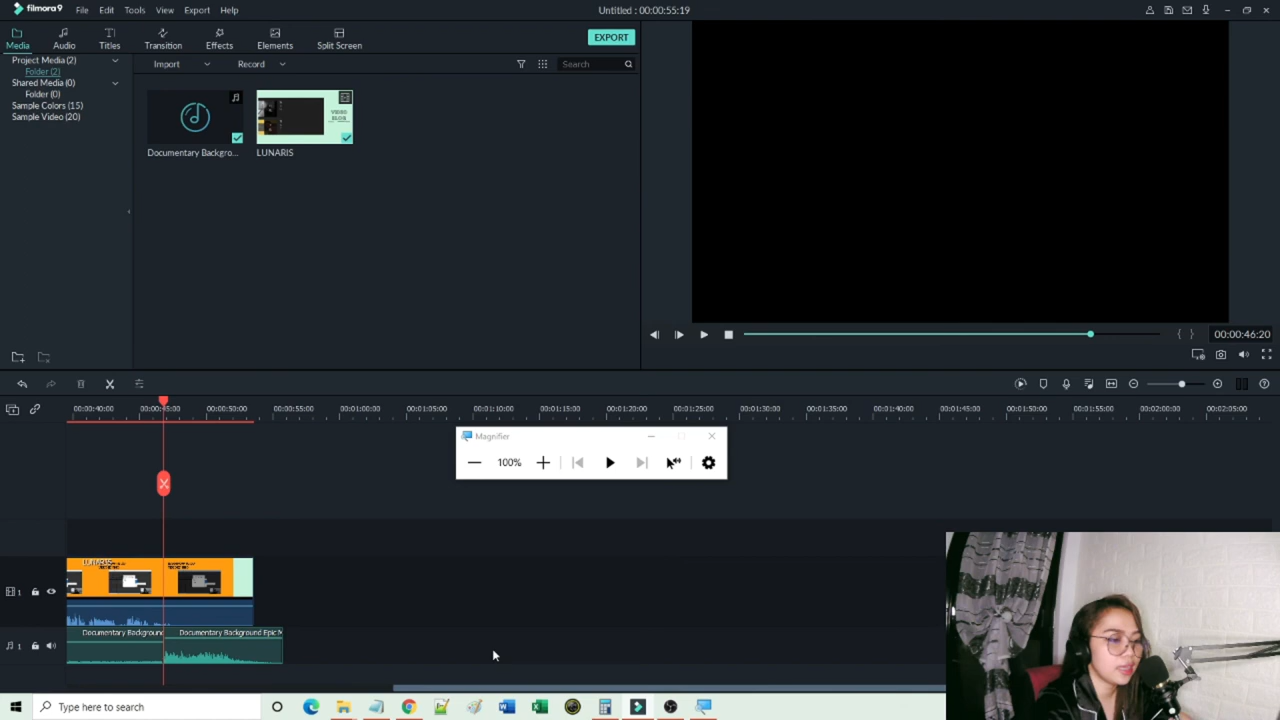 filmora9 File Edit Tools View Export Help Untitled : 00:00:55:19
Media Audio Titles Transition Effects Elements Split Screen EXPORT
Project Media (2) Import Record Search
Folder (2)
Shared Media (0)
Folder (0)
Sample Colors (15)
Sample Video (20)
Documentary Backgro... LUNARIS
00:00:46:20
00:00:40:00 00:00:45:00 00:00:50:00 00:00:55:00 00:01:00:00 00:01:05:00 00:01:10:00 00:01:15:00 00:01:20:00 00:01:25:00 00:01:30:00 00:01:35:00 00:01:40:00 00:01:45:00 00:01:50:00 00:01:55:00 00:02:00:00 00:02:05:00
Magnifier
100%
LUNARIS
1
Documentary Background Documentary Background Epic M
1
Type here to search